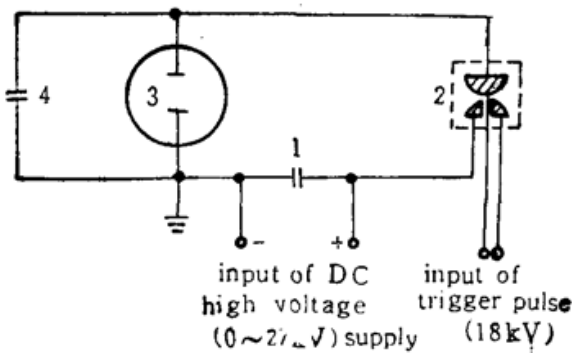 4
3
2
1
- +
input of DC
high voltage
supply
input of
trigger pulse
(18kV)